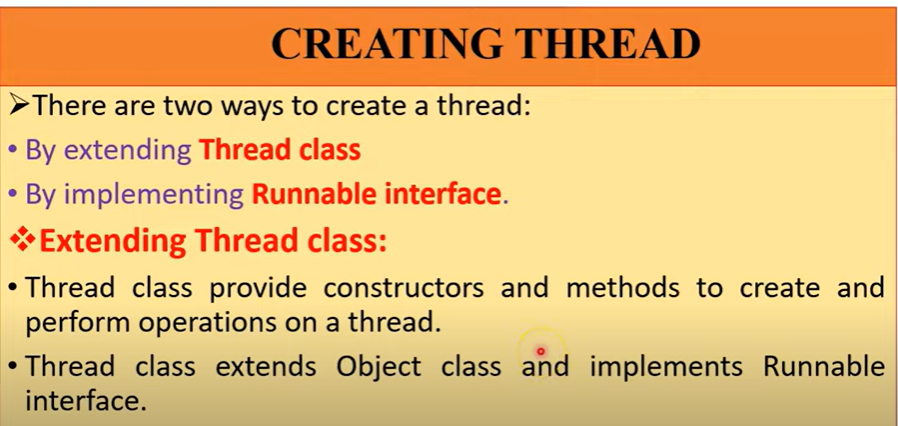 CREATING THREAD
➢There are two ways to create a thread:
• By extending Thread class
• By implementing Runnable interface.
❖Extending Thread class:
• Thread class provide constructors and methods to create and
perform operations on a thread.
• Thread class extends Object class and implements Runnable
interface.